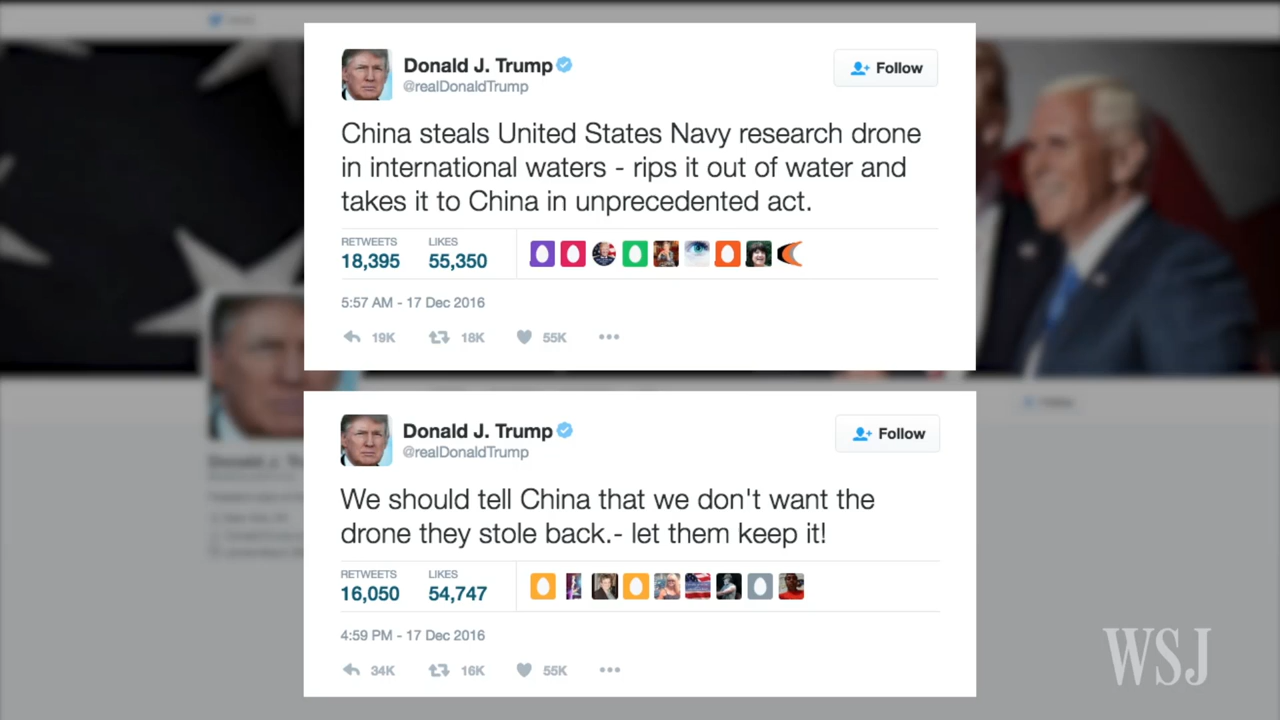 Donald J. Trump
@realDonaldTrump
Follow
China steals United States Navy research drone
in international waters - rips it out of water and
takes it to China in unprecedented act.
RETWEETS LIKES
18,395 55,350
5:57 AM - 17 Dec 2016
19K 18K 55K
Donald J. Trump
@realDonaldTrump
Follow
We should tell China that we don't want the
drone they stole back.- let them keep it!
RETWEETS LIKES
16,050 54,747
4:59 PM - 17 Dec 2016
34K 16K 55K
WSJ